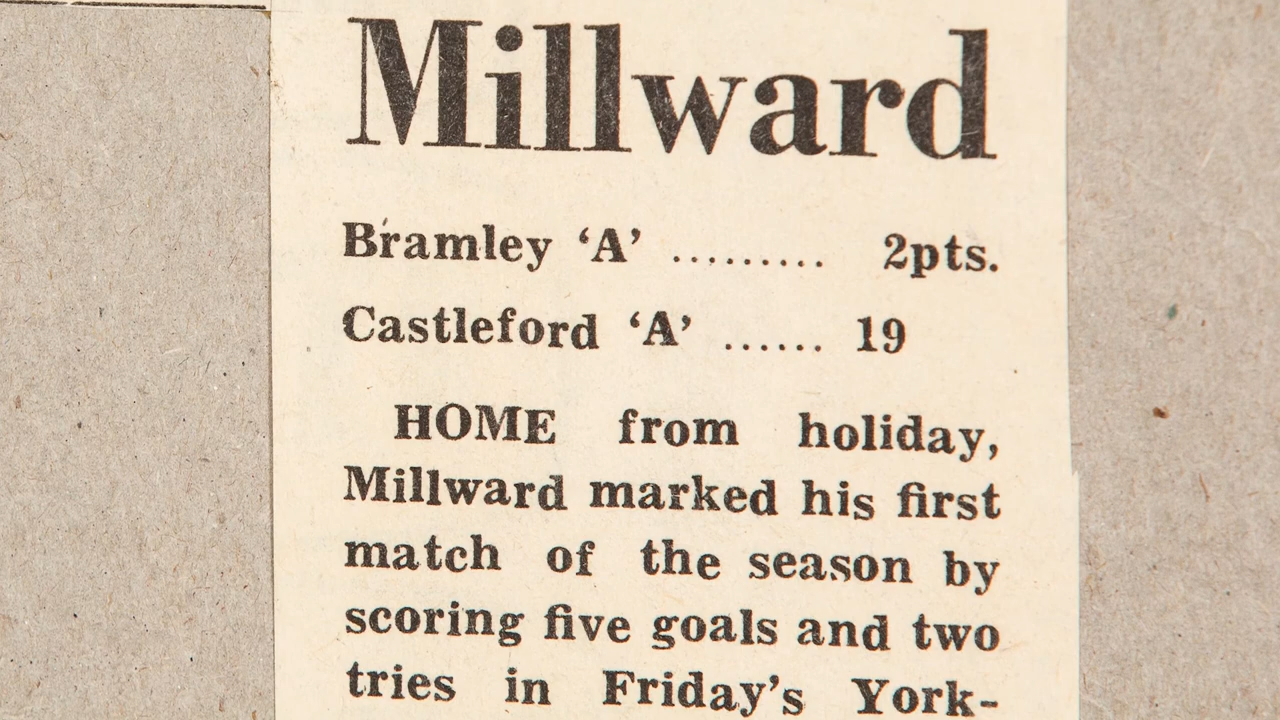 Millward
Bramley ‘A’ ......... 2pts.
Castleford ‘A’ ...... 19
HOME from holiday,
Millward marked his first
match of the season by
scoring five goals and two
tries in Friday’s York-